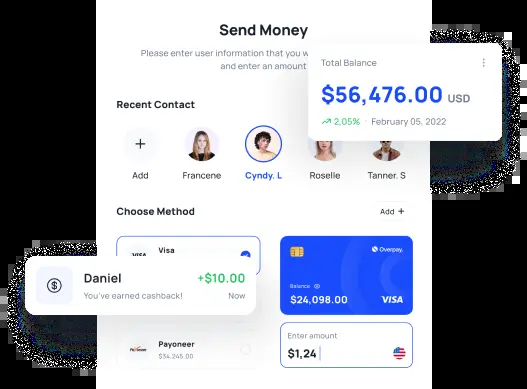 Send Money
Please enter user information that you w
and enter an amount
Total Balance
$56,476.00 USD
2,05% · February 05, 2022
Recent Contact
Add
Francene
Cyndy. L
Roselle
Tanner. S
Choose Method
Add +
Visa
VISA
Overpay.
Balance
$24,098.00
VISA
Daniel
+$10.00
You've earned cashback!
Now
Payoneer
Payoneer
$34,245.00
Enter amount
$1,24